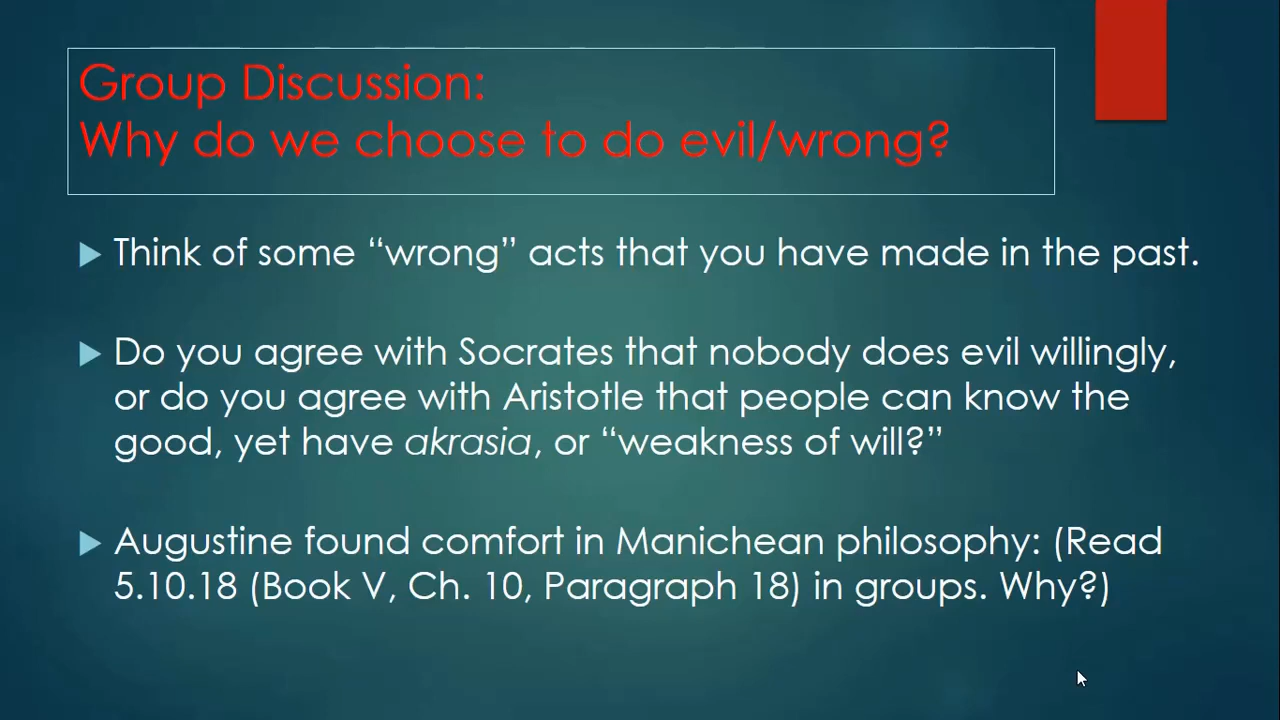 Group Discussion:
Why do we choose to do evil/wrong?
Think of some “wrong” acts that you have made in the past.
Do you agree with Socrates that nobody does evil willingly,
or do you agree with Aristotle that people can know the
good, yet have akrasia, or “weakness of will?”
Augustine found comfort in Manichean philosophy: (Read
5.10.18 (Book V, Ch. 10, Paragraph 18) in groups. Why?)